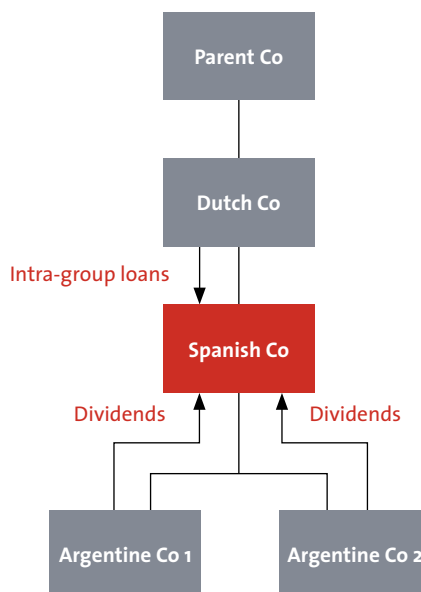 Parent Co
Dutch Co
Intra-group loans
Spanish Co
Dividends
Dividends
Argentine Co 1
Argentine Co 2